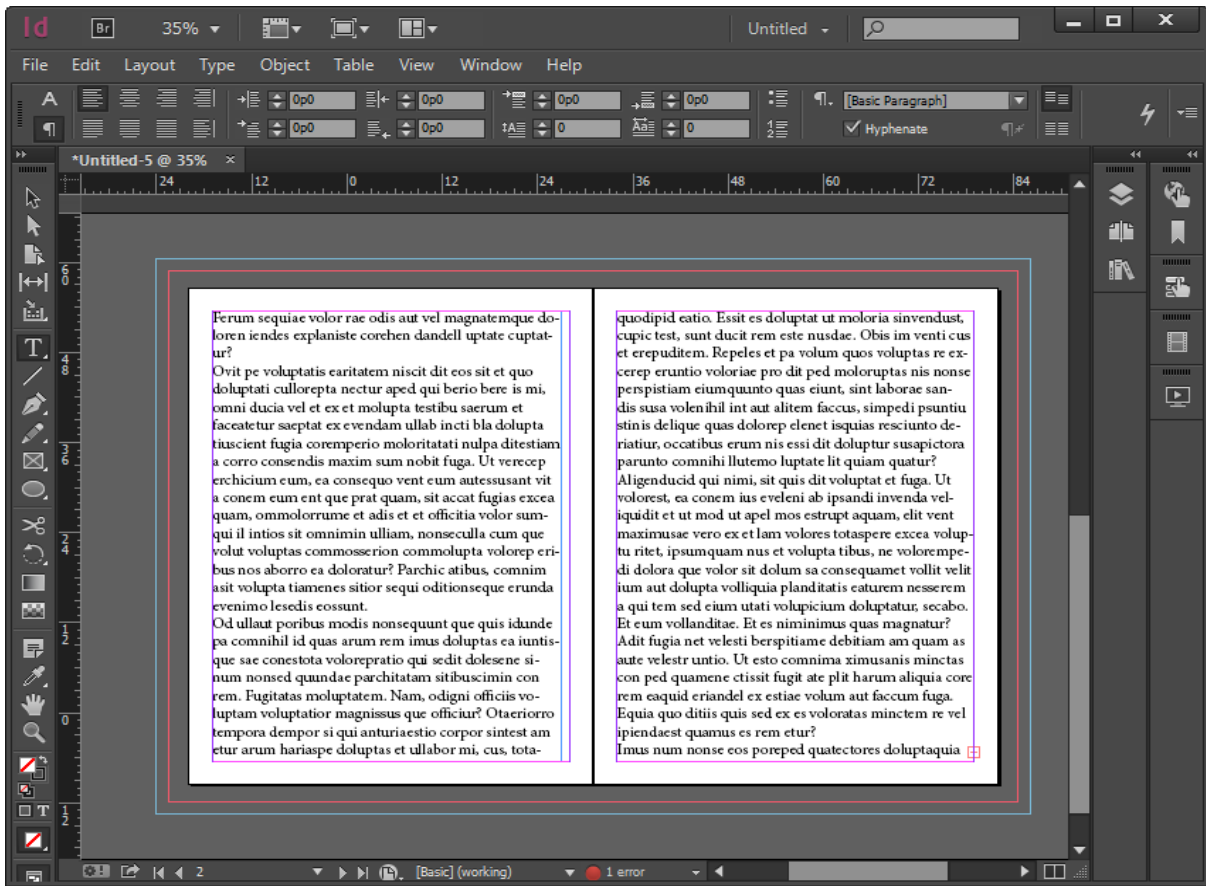 Id Br 35% Untitled
File Edit Layout Type Object Table View Window Help
A 0p0 0p0 0p0 0p0 [Basic Paragraph]
¶ 0p0 0p0 0 0 Hyphenate
*Untitled-5 @ 35% ×
24 12 0 12 24 36 48 60 72 84
60
48
36
24
12
0
12
Ferum sequiae volor rae odis aut vel magnatemque do-
loren iendes explaniste corehen dandell uptate cuptat-
ur?
Ovit pe voluptatis earitatem niscit dit eos sit et quo
doluptati cullorepta nectur aped qui berio bere is mi,
omni ducia vel et ex et molupta testibu saerum et
faceatetur saeptat ex evendam ullab incti bla dolupta
tiuscient fugia coremperio moloritatati nulpa ditestiam
a corro consendis maxim sum nobit fuga. Ut verecep
erchicium eum, ea consequo vent eum autessusant vit
a conem eum ent que prat quam, sit accat fugias excea
quam, ommolorrume et adis et et officitia volor sum-
qui il intios sit omnimin ulliam, nonseculla cum que
volut voluptas commosserion commolupta volorep eri-
bus nos aborro ea doloratur? Parchic atibus, comnim
asit volupta tiamenes sitior sequi oditionseque erunda
evenimo lesedis eossunt.
Od ullaut poribus modis nonsequunt que quis idunde
pa comnihil id quas arum rem imus doluptas ea iuntis-
que sae conestota volorepratio qui sedit dolesene si-
num nonsed quundae parchitatam sitibuscimin con
rem. Fugitatas moluptatem. Nam, odigni officiis vo-
luptam voluptatior magnissus que officiur? Otaeriorro
tempora dempor si qui anturiaestio corpor sintest am
etur arum hariaspe doluptas et ullabor mi, cus, tota-
quodipid eatio. Essit es doluptat ut moloria sinvendust,
cupic test, sunt ducit rem este nusdae. Obis im venti cus
et erepuditem. Repeles et pa volum quos voluptas re ex-
cerep eruntio voloriae pro dit ped moloruptas nis nonse
perspistiam eiumquunto quas eiunt, sint laborae san-
dis susa volenihil int aut alitem faccus, simpedi psuntiu
stinis delique quas dolorep elenet isquias resciunto de-
riatiur, occatibus erum nis essi dit doluptur susapictora
parunto comnihi llutemo luptate lit quiam quatur?
Aligenducid qui nimi, sit quis dit voluptat et fuga. Ut
volorest, ea conem ius eveleni ab ipsandi invenda vel-
iquidit et ut mod ut apel mos estrupt aquam, elit vent
maximusae vero ex et lam volores totaspere excea volup-
tu ritet, ipsumquam nus et volupta tibus, ne volorempe-
di dolora que volor sit dolum sa consequamet vollit velit
ium aut dolupta volliquia planditatis eaturem nesserem
a qui tem sed eium utati volupicium doluptatur, secabo.
Et eum vollanditae. Et es niminimus quas magnatur?
Adit fugia net velesti berspitiame debitiam am quam as
aute velestr untio. Ut esto comnima ximusanis minctas
con ped quamene ctissit fugit ate plit harum aliquia core
rem eaquid eriandel ex estiae volum aut faccum fuga.
Equia quo ditiis quis sed ex es voloratas minctem re vel
ipiendaest quamus es rem etur?
Imus num nonse eos poreped quatectores doluptaquia
2 [Basic] (working) 1 error